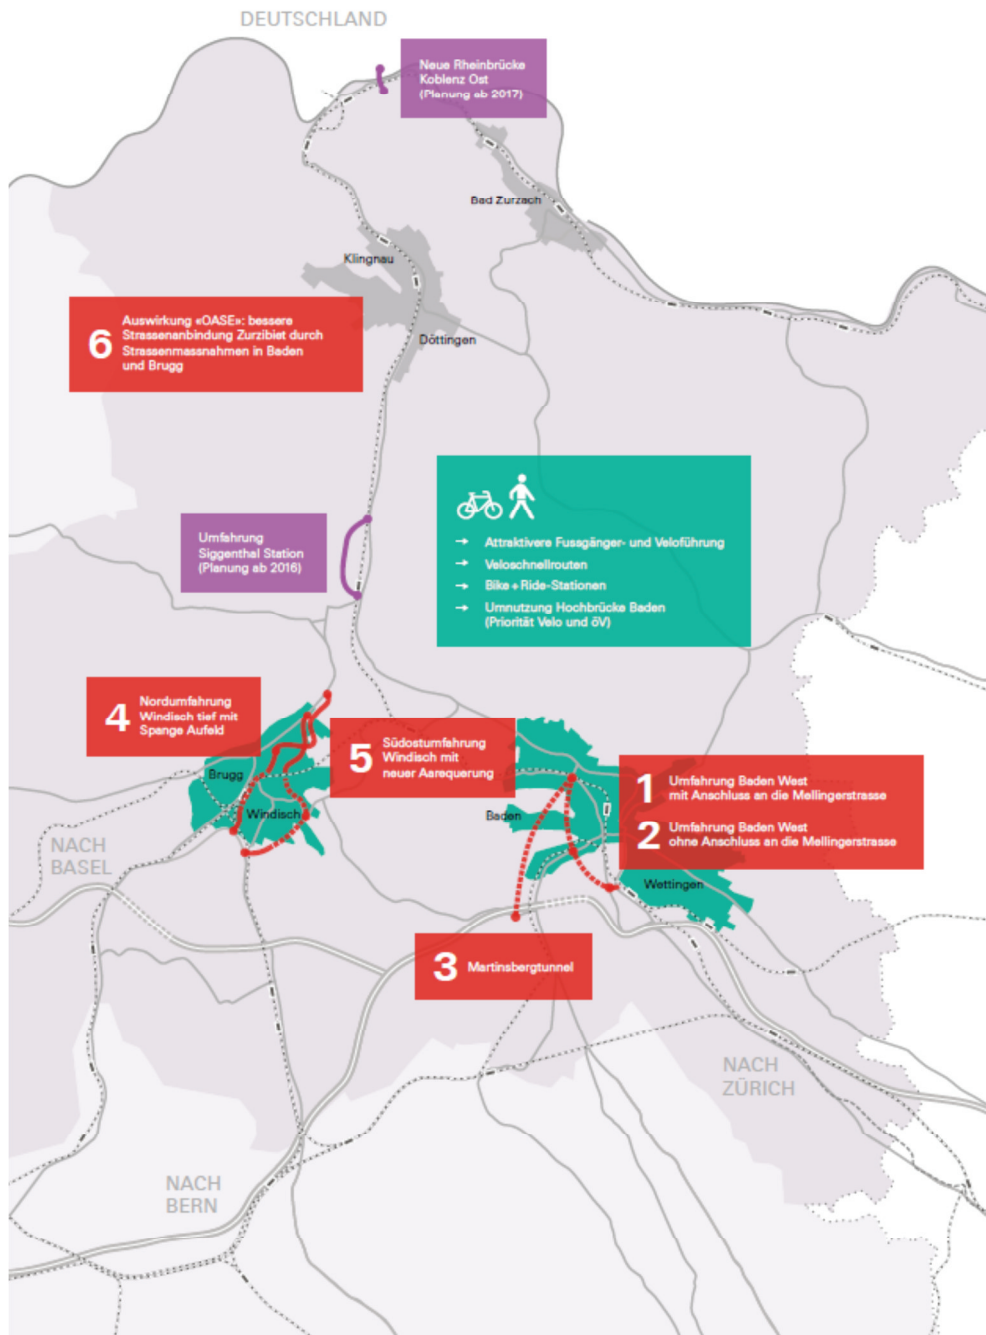 DEUTSCHLAND
Neue Rheinbrücke
Koblenz Ost
(Planung ab 2017)
Bad Zurzach
Klingnau
6
Auswirkung «OASE»: bessere
Strassenanbindung Zurzibiet durch
Strassenmassnahmen in Baden
und Brugg
Döttingen
→ Attraktivere Fussgänger- und Veloführung
→ Veloschnellrouten
→ Bike + Ride-Stationen
→ Umnutzung Hochbrücke Baden
(Priorität Velo und öV)
Umfahrung
Siggenthal Station
(Planung ab 2016)
4
Nordumfahrung
Windisch tief mit
Spange Aufeld
5
Südostumfahrung
Windisch mit
neuer Aarequerung
Brugg
Windisch
Baden
1
Umfahrung Baden West
mit Anschluss an die Mellingerstrasse
2
Umfahrung Baden West
ohne Anschluss an die Mellingerstrasse
NACH
BASEL
Wettingen
3 Martinsbergtunnel
NACH
ZÜRICH
NACH
BERN